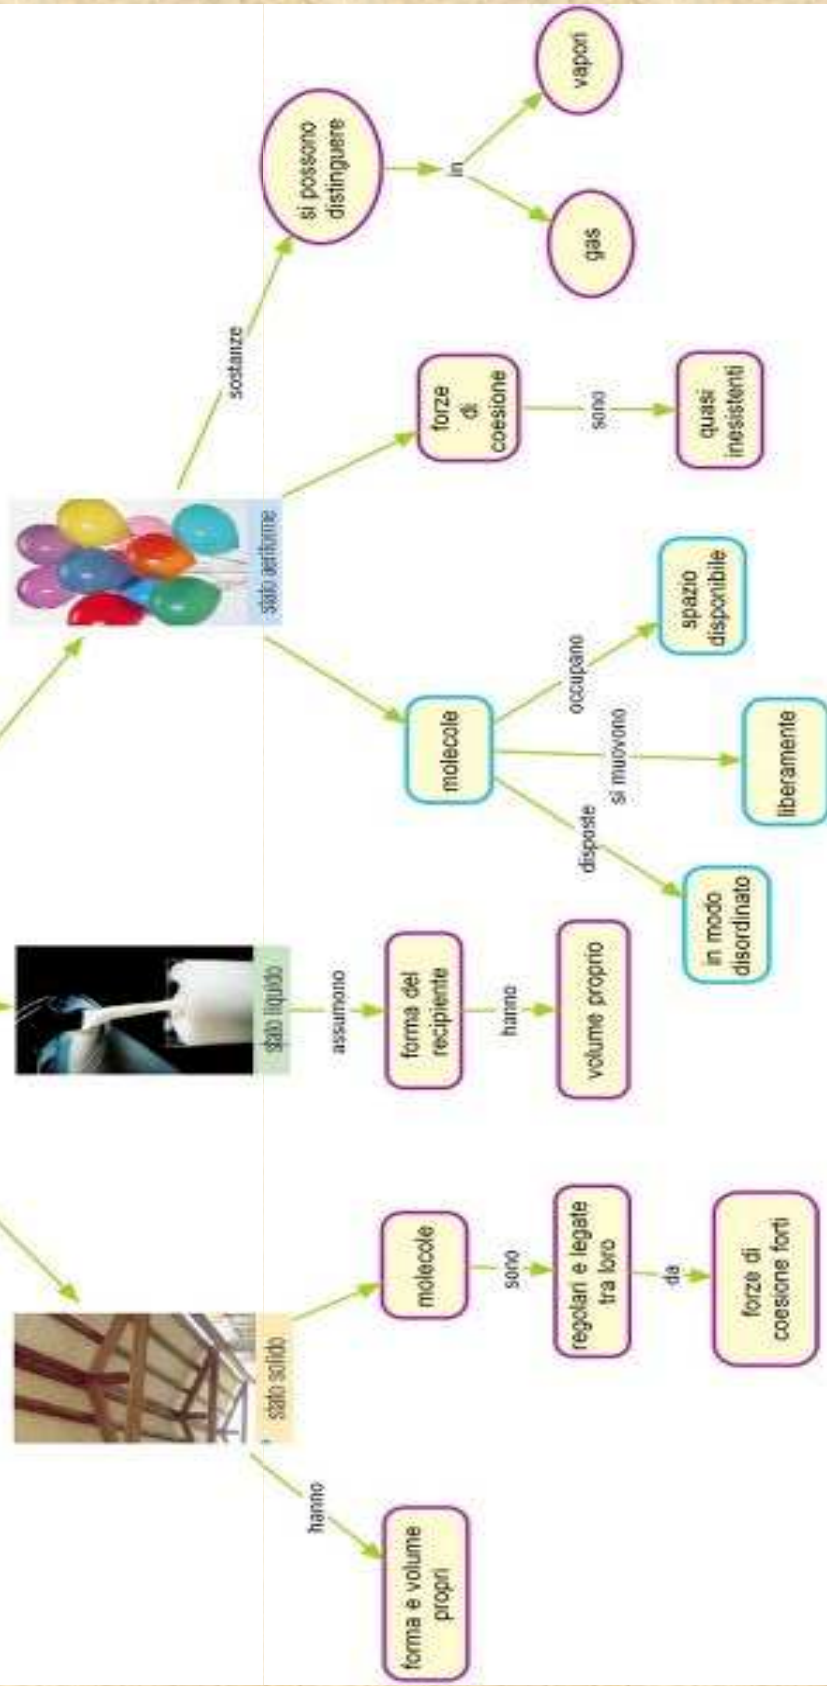 stato solido
hanno
forma e volume
propri
molecole
sono
regolari e legate
tra loro
da
forze di
coesione forti
stato liquido
assumono
forma del
recipiente
hanno
volume proprio
stato aeriforme
molecole
disposte
in modo
disordinato
si muovono
liberamente
occupano
spazio
disponibile
forze
di
coesione
sono
quasi
inesistenti
sostanze
si possono
distinguere
in
gas
vapori